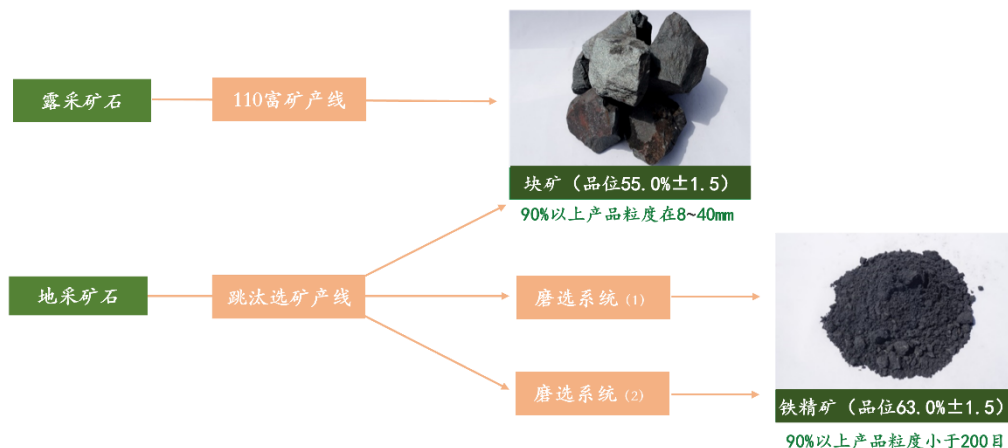 露采矿石
110富矿产线
块矿（品位55.0%±1.5）
90%以上产品粒度在8~40mm
地采矿石
跳汰选矿产线
磨选系统(1)
磨选系统(2)
铁精矿（品位63.0%±1.5）
90%以上产品粒度小于200目